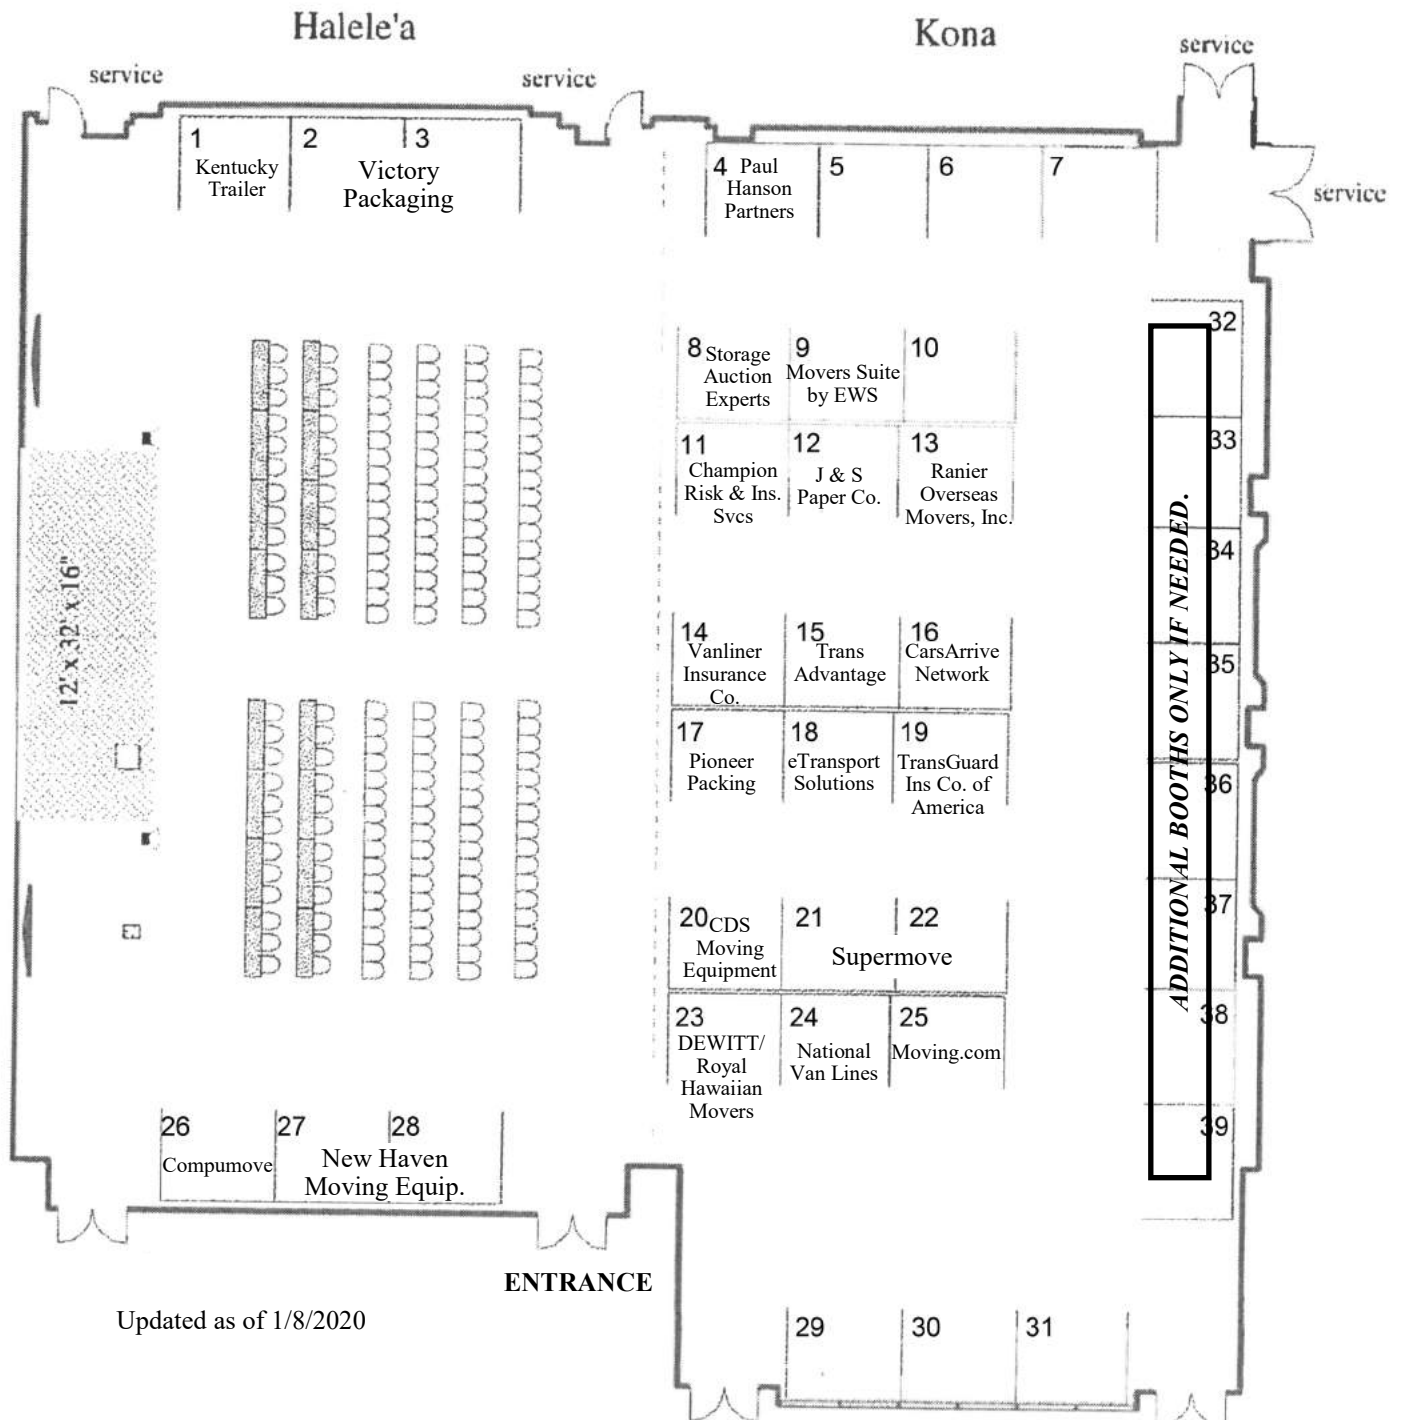 Halele'a
Kona
service
service
service
service
1
Kentucky
Trailer
2
3
Victory
Packaging
4
Paul
Hanson
Partners
5
6
7
8
Storage
Auction
Experts
9
Movers Suite
by EWS
10
11
Champion
Risk & Ins.
Svcs
12
J & S
Paper Co.
13
Ranier
Overseas
Movers, Inc.
12' x 32' x 16"
14
Vanliner
Insurance
Co.
15
Trans
Advantage
16
CarsArrive
Network
17
Pioneer
Packing
18
eTransport
Solutions
19
TransGuard
Ins Co. of
America
20
CDS
Moving
Equipment
21
22
Supermove
23
DEWITT/
Royal
Hawaiian
Movers
24
National
Van Lines
25
Moving.com
26
Compumove
27
28
New Haven
Moving Equip.
32
33
34
35
36
37
38
39
ADDITIONAL BOOTHS ONLY IF NEEDED.
ENTRANCE
Updated as of 1/8/2020
29
30
31